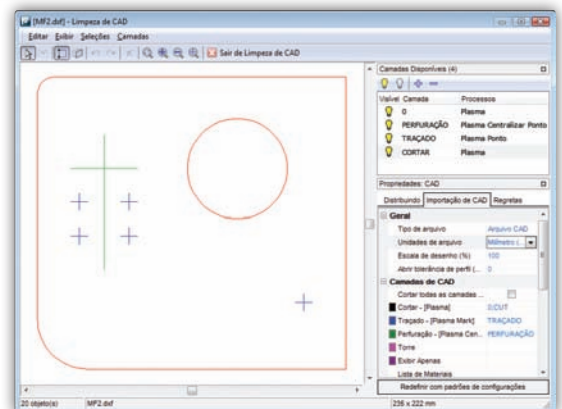 [MF2.dxf] - Limpeza de CAD
Editar Exibir Seleções Camadas
Sair de Limpeza de CAD
Camadas Disponíveis (4)
Visível Camada Processos
0 Plasma
PERFURAÇÃO Plasma Centralizar Ponto
TRAÇADO Plasma Ponto
CORTAR Plasma
Propriedades: CAD
Distribuindo Importação de CAD Regretas
Geral
Tipo de arquivo Arquivo CAD
Unidades de arquivo Milímetro (...
Escala de desenho (%) 100
Abrir tolerância de perfil (... 0
Camadas de CAD
Cortar todas as camadas ...
Cortar - [Plasma] 0;CUT
Traçado - [Plasma Mark] TRAÇADO
Perfuração - [Plasma Cen... PERFURAÇÃO
Torre
Exibir Apenas
Lista de Materiais
Redefinir com padrões de configurações
20 objeto(s) MF2.dxf 236 x 222 mm